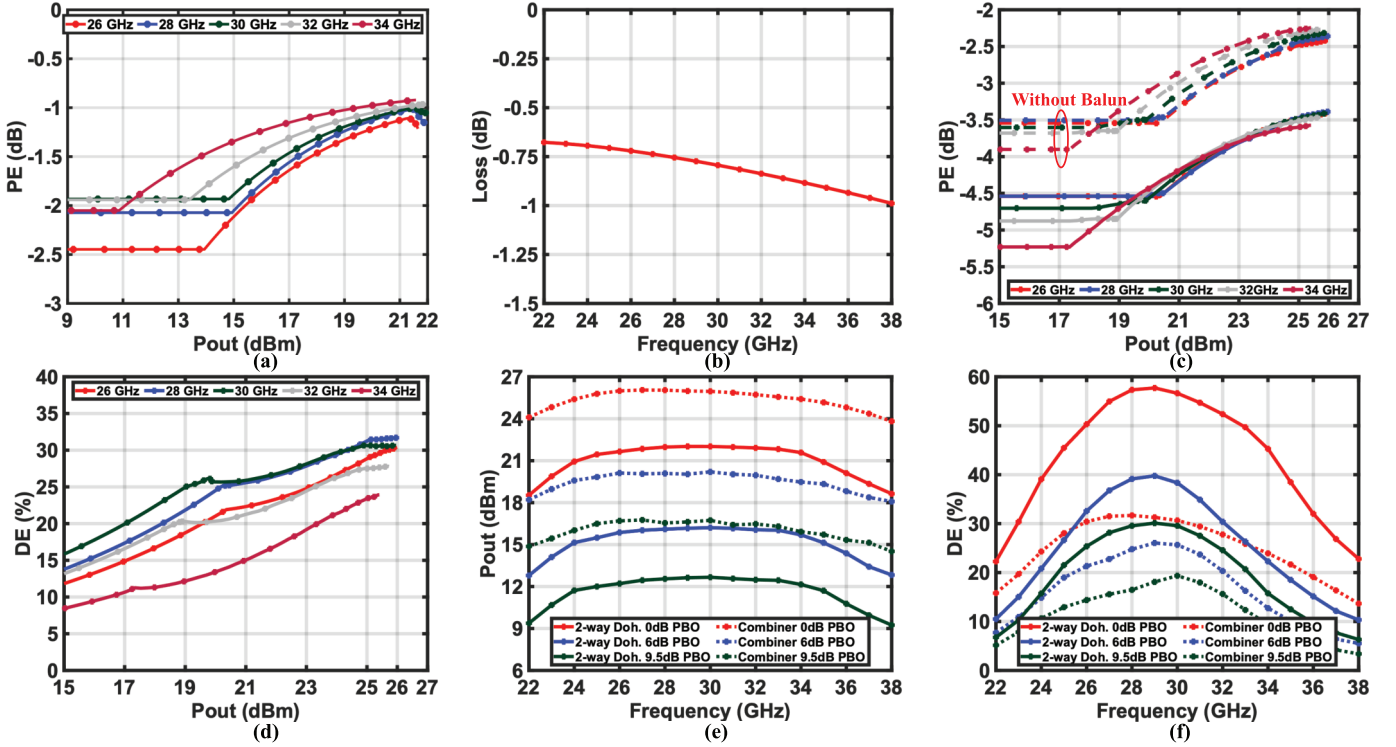 0
-0.5
-1
-1.5
-2
-2.5
-3
PE (dB)
26 GHz 28 GHz 30 GHz 32 GHz 34 GHz
9 11 13 15 17 19 21 22
Pout (dBm)
(a)
0
-0.25
-0.5
-0.75
-1
-1.25
-1.5
Loss (dB)
22 24 26 28 30 32 34 36 38
Frequency (GHz)
(b)
-2
-2.5
-3
-3.5
-4
-4.5
-5
-5.5
-6
PE (dB)
Without Balun
26 GHz 28 GHz 30 GHz 32GHz 34 GHz
15 17 19 21 23 25 26 27
Pout (dBm)
(c)
40
35
30
25
20
15
10
5
0
DE (%)
26 GHz 28 GHz 30 GHz 32 GHz 34 GHz
15 17 19 21 23 25 26 27
Pout (dBm)
(d)
27
24
21
18
15
12
9
6
Pout (dBm)
2-way Doh. 0dB PBO Combiner 0dB PBO
2-way Doh. 6dB PBO Combiner 6dB PBO
2-way Doh. 9.5dB PBO Combiner 9.5dB PBO
22 24 26 28 30 32 34 36 38
Frequency (GHz)
(e)
60
50
40
30
20
10
0
DE (%)
2-way Doh. 0dB PBO Combiner 0dB PBO
2-way Doh. 6dB PBO Combiner 6dB PBO
2-way Doh. 9.5dB PBO Combiner 9.5dB PBO
22 24 26 28 30 32 34 36 38
Frequency (GHz)
(f)